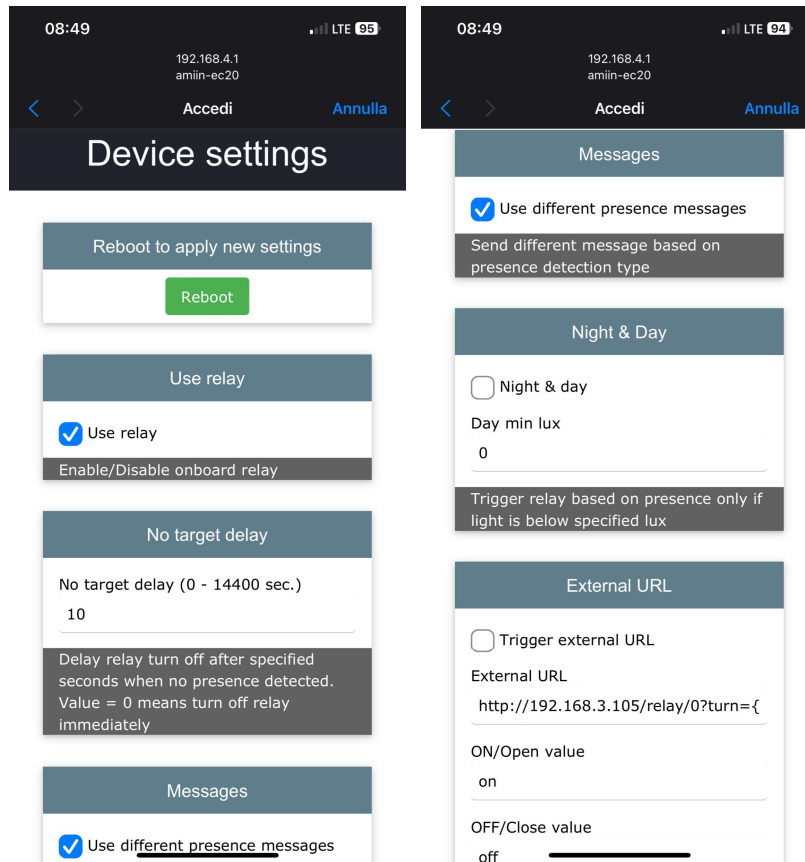 08:49
LTE 95
192.168.4.1
amiin-ec20
Accedi
Annulla
Device settings
Reboot to apply new settings
Reboot
Use relay
Use relay
Enable/Disable onboard relay
No target delay
No target delay (0 - 14400 sec.)
10
Delay relay turn off after specified
seconds when no presence detected.
Value = 0 means turn off relay
immediately
Messages
Use different presence messages
08:49
LTE 94
192.168.4.1
amiin-ec20
Accedi
Annulla
Messages
Use different presence messages
Send different message based on
presence detection type
Night & Day
Night & day
Day min lux
0
Trigger relay based on presence only if
light is below specified lux
External URL
Trigger external URL
External URL
http://192.168.3.105/relay/0?turn={
ON/Open value
on
OFF/Close value
off